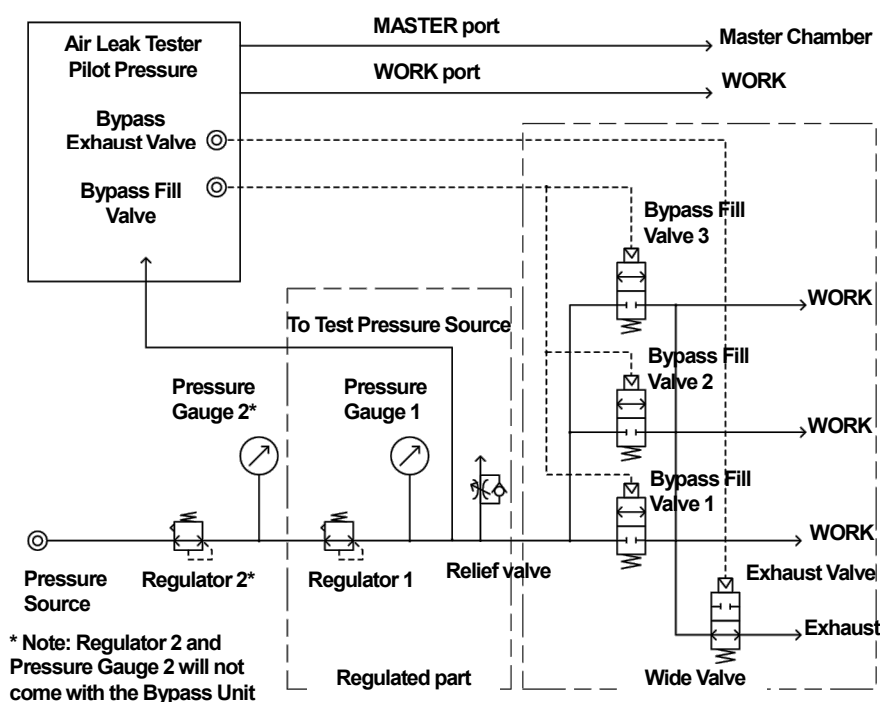 MASTER port
Master Chamber
Air Leak Tester
Pilot Pressure
WORK port
WORK
Bypass
Exhaust Valve
Bypass Fill
Valve
Bypass Fill
Valve 3
WORK
To Test Pressure Source
Bypass Fill
Valve 2
Pressure
Gauge 2*
Pressure
Gauge 1
WORK
Bypass Fill
Valve 1
WORK
Pressure
Source
Regulator 2*
Regulator 1
Relief valve
Exhaust Valve
Exhaust
* Note: Regulator 2 and
Pressure Gauge 2 will not
come with the Bypass Unit
Regulated part
Wide Valve